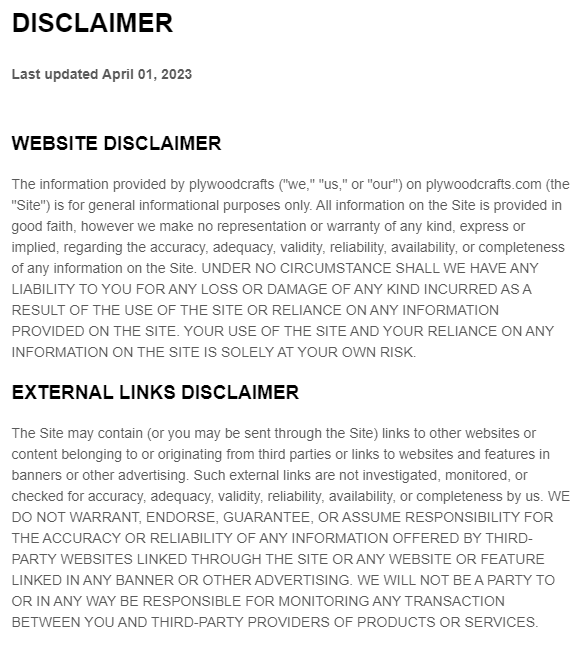 DISCLAIMER
Last updated April 01, 2023
WEBSITE DISCLAIMER
The information provided by plywoodcrafts ("we," "us," or "our") on plywoodcrafts.com (the
"Site") is for general informational purposes only. All information on the Site is provided in
good faith, however we make no representation or warranty of any kind, express or
implied, regarding the accuracy, adequacy, validity, reliability, availability, or completeness
of any information on the Site. UNDER NO CIRCUMSTANCE SHALL WE HAVE ANY
LIABILITY TO YOU FOR ANY LOSS OR DAMAGE OF ANY KIND INCURRED AS A
RESULT OF THE USE OF THE SITE OR RELIANCE ON ANY INFORMATION
PROVIDED ON THE SITE. YOUR USE OF THE SITE AND YOUR RELIANCE ON ANY
INFORMATION ON THE SITE IS SOLELY AT YOUR OWN RISK.
EXTERNAL LINKS DISCLAIMER
The Site may contain (or you may be sent through the Site) links to other websites or
content belonging to or originating from third parties or links to websites and features in
banners or other advertising. Such external links are not investigated, monitored, or
checked for accuracy, adequacy, validity, reliability, availability, or completeness by us. WE
DO NOT WARRANT, ENDORSE, GUARANTEE, OR ASSUME RESPONSIBILITY FOR
THE ACCURACY OR RELIABILITY OF ANY INFORMATION OFFERED BY THIRD-
PARTY WEBSITES LINKED THROUGH THE SITE OR ANY WEBSITE OR FEATURE
LINKED IN ANY BANNER OR OTHER ADVERTISING. WE WILL NOT BE A PARTY TO
OR IN ANY WAY BE RESPONSIBLE FOR MONITORING ANY TRANSACTION
BETWEEN YOU AND THIRD-PARTY PROVIDERS OF PRODUCTS OR SERVICES.